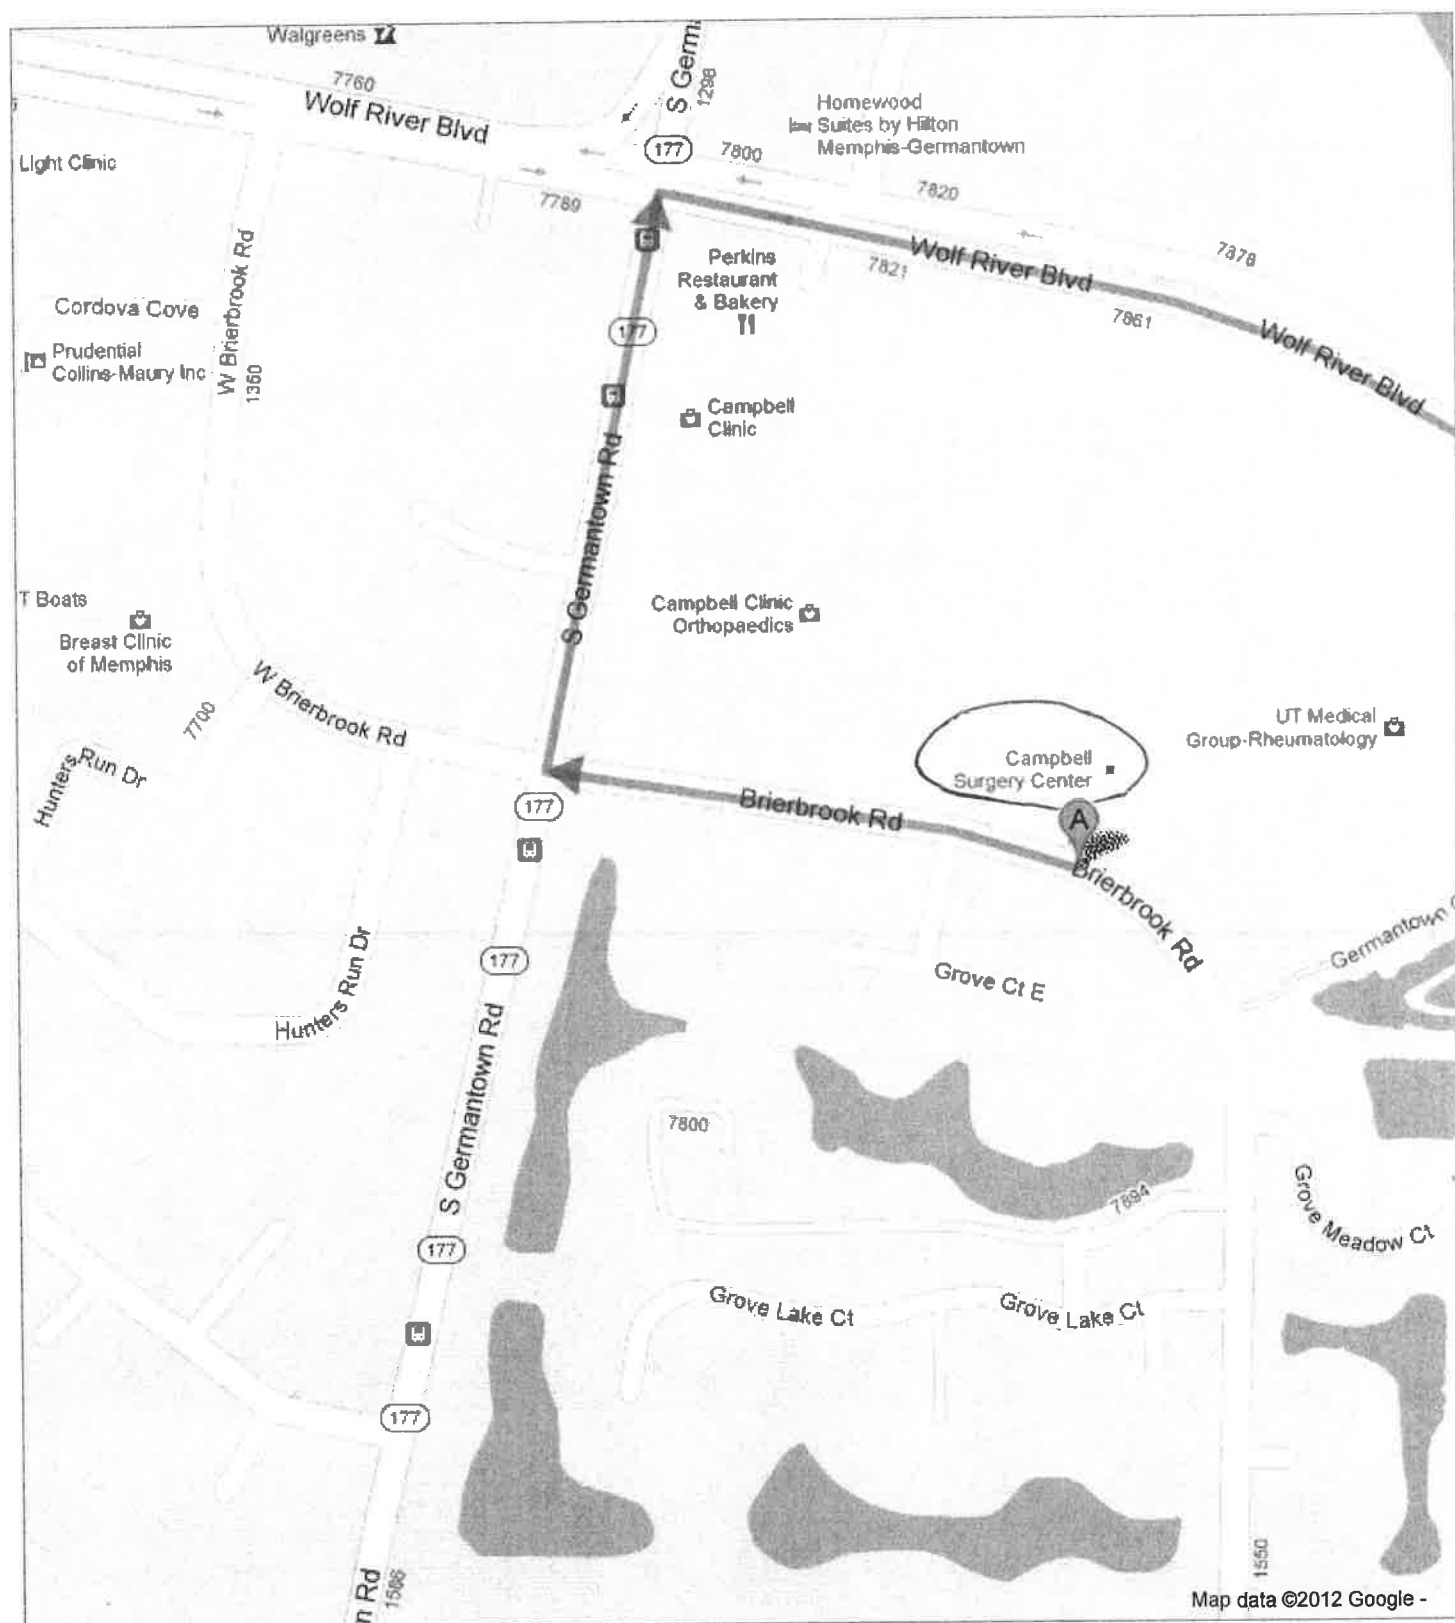 Walgreens
7760
Wolf River Blvd
S Germ
1298
Homewood
Suites by Hilton
Memphis-Germantown
177
7800
7820
Light Clinic
7789
7878
W Brierbrook Rd
1360
Perkins
Restaurant
& Bakery
7821
Wolf River Blvd
7861
Cordova Cove
177
Wolf River Blvd
Prudential
Collins-Maury Inc
Campbell
Clinic
S Germantown Rd
T Boats
Breast Clinic
of Memphis
Campbell Clinic
Orthopaedics
W Brierbrook Rd
7700
UT Medical
Group-Rheumatology
Campbell
Surgery Center
Hunters Run Dr
177
Brierbrook Rd
A
Brierbrook Rd
Germantown
177
Grove Ct E
Hunters Run Dr
S Germantown Rd
7800
7894
Grove Meadow Ct
177
Grove Lake Ct
Grove Lake Ct
177
1550
n Rd
1586
Map data ©2012 Google -